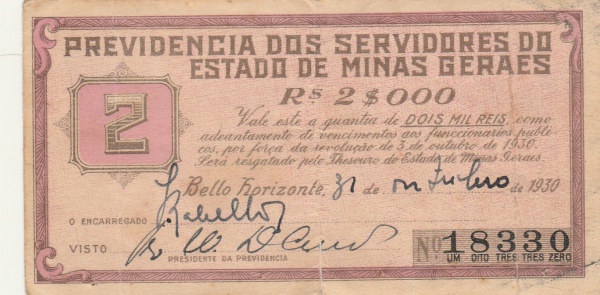 PREVIDENCIA DOS SERVIDORES DO
ESTADO DE MINAS GERAES
2
Rs 2$000
Vale este a quantia de DOIS MIL REIS, como
adeantamento de vencimentos aos funccionarios publi-
cos, por força da revolução de 3 de outubro de 1930.
Será resgatado pelo Thesouro do Estado de Minas Geraes.
Bello Horizonte, 31 de outubro de 1930
O ENCARREGADO Rabello
VISTO
PRESIDENTE DA PREVIDENCIA
Nº 18330
UM OITO TRES TRES ZERO